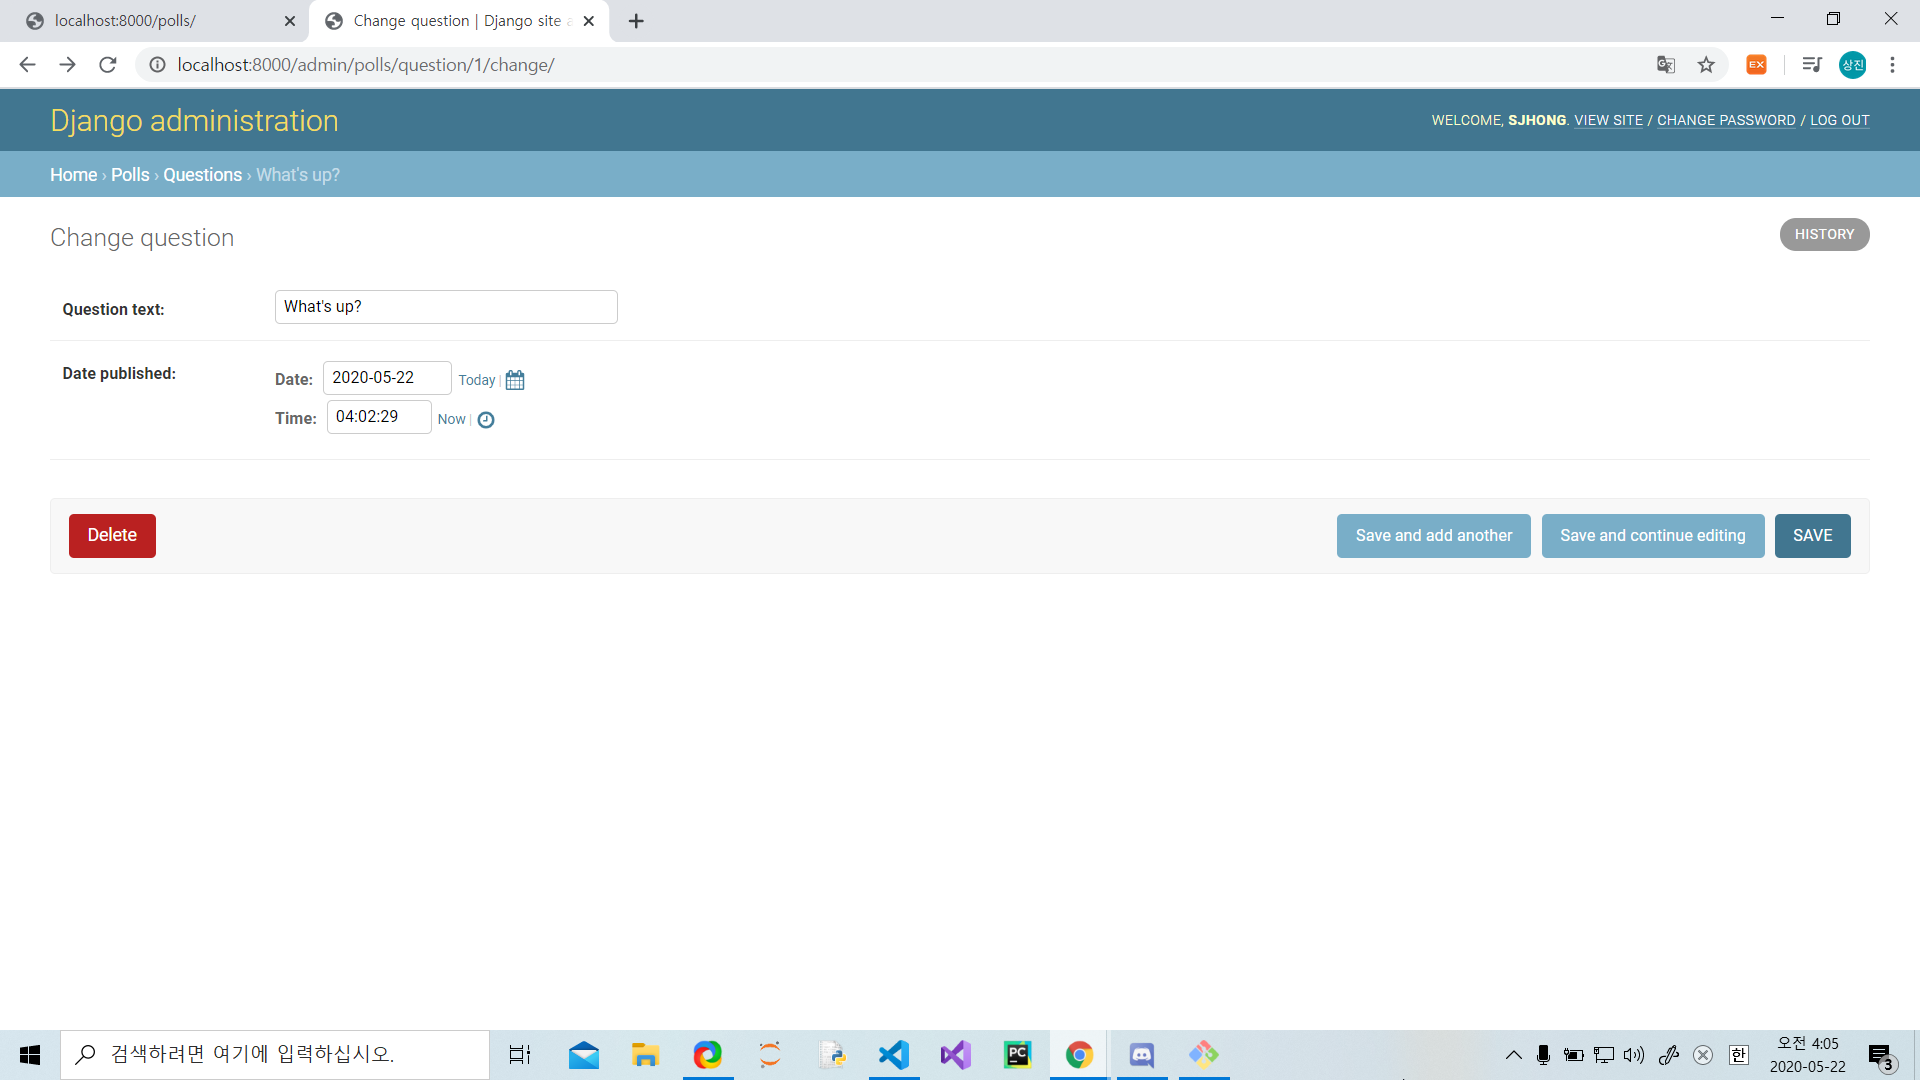 localhost:8000/polls/
Change question | Django site a
localhost:8000/admin/polls/question/1/change/
EX
상진
Django administration
WELCOME, SJHONG. VIEW SITE / CHANGE PASSWORD / LOG OUT
Home › Polls › Questions › What's up?
Change question
HISTORY
Question text:
What's up?
Date published:
Date: 2020-05-22 Today |
Time: 04:02:29 Now |
Delete
Save and add another
Save and continue editing
SAVE
검색하려면 여기에 입력하십시오.
PC
한
오전 4:05
2020-05-22
3